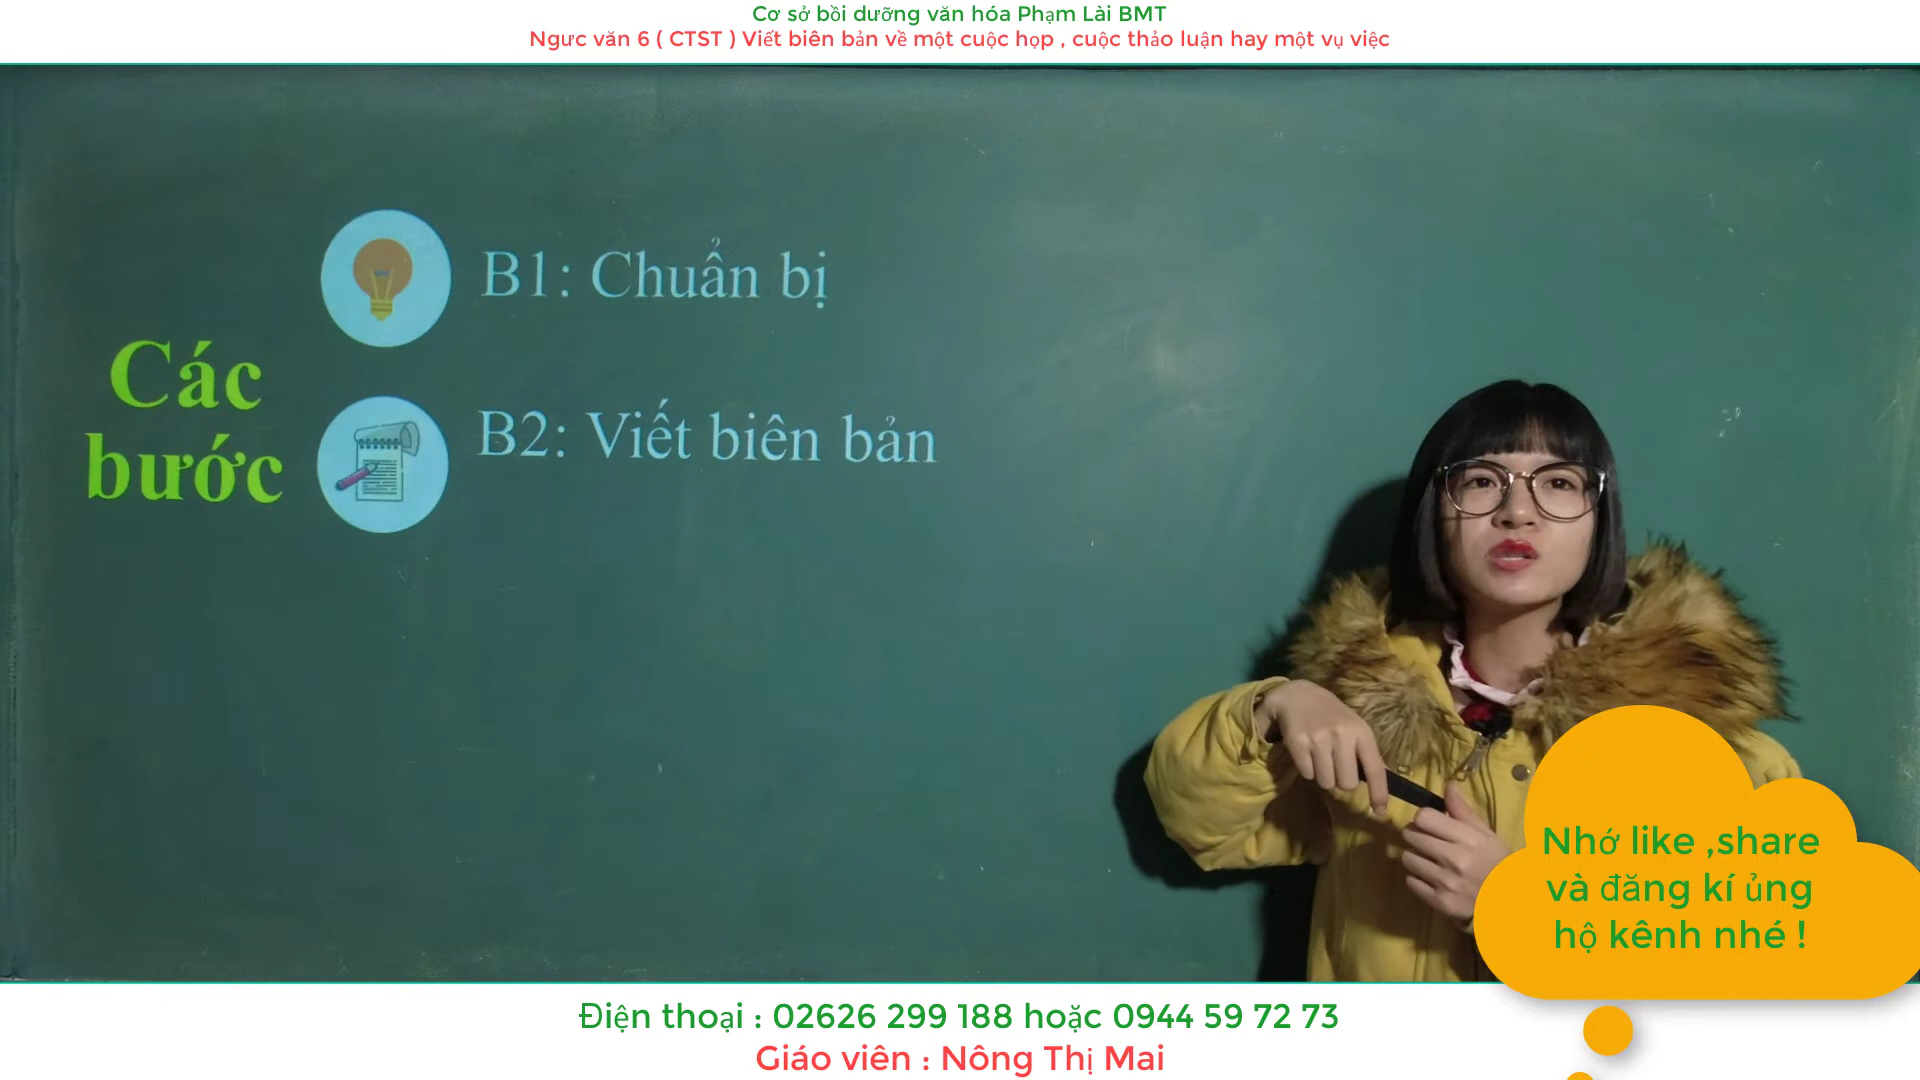 Cơ sở bồi dưỡng văn hóa Phạm Lài BMT
Ngưc văn 6 ( CTST ) Viết biên bản về một cuộc họp , cuộc thảo luận hay một vụ việc
B1: Chuẩn bị
Các
bước
B2: Viết biên bản
Nhớ like ,share
và đăng kí ủng
hộ kênh nhé !
Điện thoại : 02626 299 188 hoặc 0944 59 72 73
Giáo viên : Nông Thị Mai